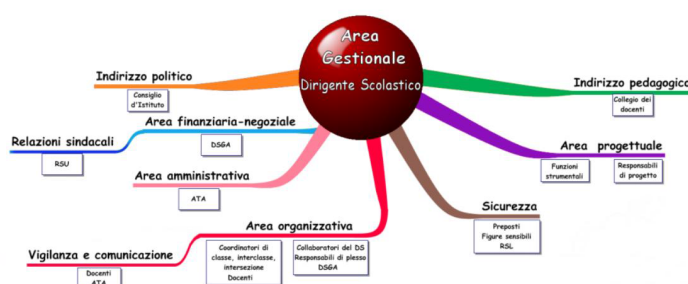 Area
Gestionale
Dirigente Scolastico
Indirizzo politico
Consiglio
d'Istituto
Indirizzo pedagogico
Collegio dei
docenti
Area finanziaria-negoziale
DSGA
Relazioni sindacali
RSU
Area progettuale
Funzioni
strumentali
Responsabili
di progetto
Area amministrativa
ATA
Sicurezza
Preposti
Figure sensibili
RSL
Area organizzativa
Coordinatori di
classe, interclasse,
intersezione
Docenti
Collaboratori del DS
Responsabili di plesso
DSGA
Vigilanza e comunicazione
Docenti
ATA